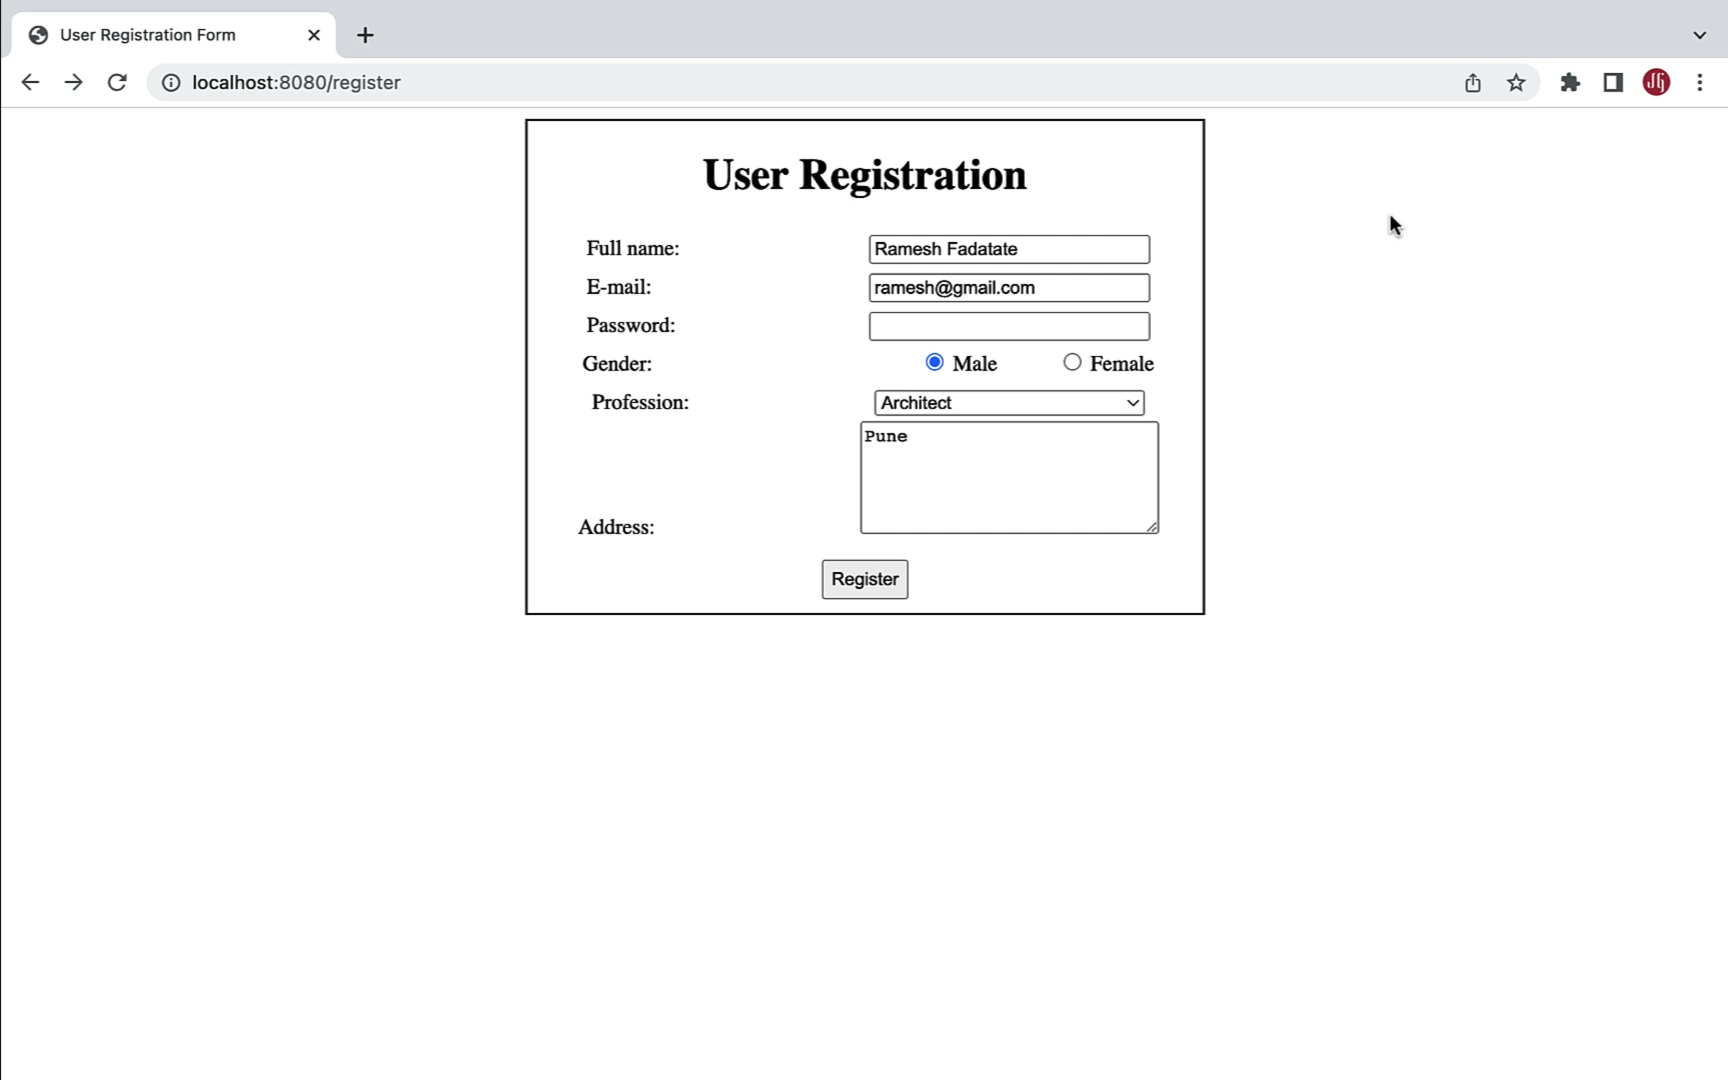 User Registration Form
localhost:8080/register
User Registration
Full name: Ramesh Fadatate
E-mail: ramesh@gmail.com
Password:
Gender: Male Female
Profession: Architect
Pune
Address:
Register